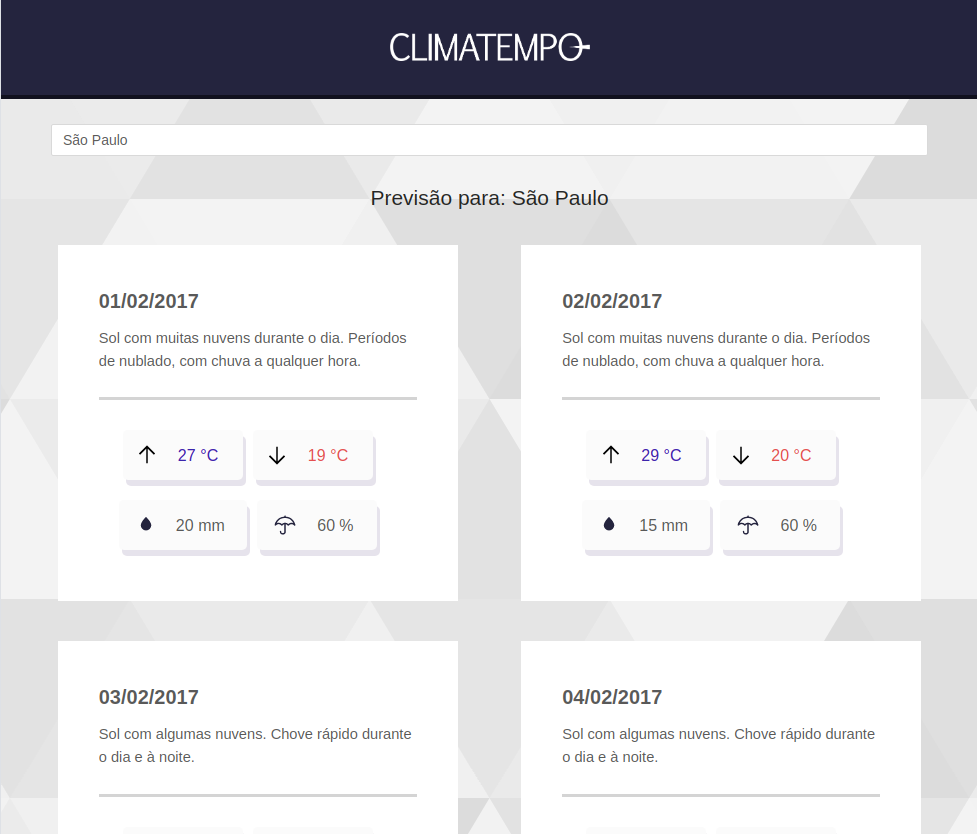 CLIMATEMPO
São Paulo
Previsão para: São Paulo
01/02/2017
Sol com muitas nuvens durante o dia. Períodos
de nublado, com chuva a qualquer hora.
27 °C
19 °C
20 mm
60 %
02/02/2017
Sol com muitas nuvens durante o dia. Períodos
de nublado, com chuva a qualquer hora.
29 °C
20 °C
15 mm
60 %
03/02/2017
Sol com algumas nuvens. Chove rápido durante
o dia e à noite.
04/02/2017
Sol com algumas nuvens. Chove rápido durante
o dia e à noite.